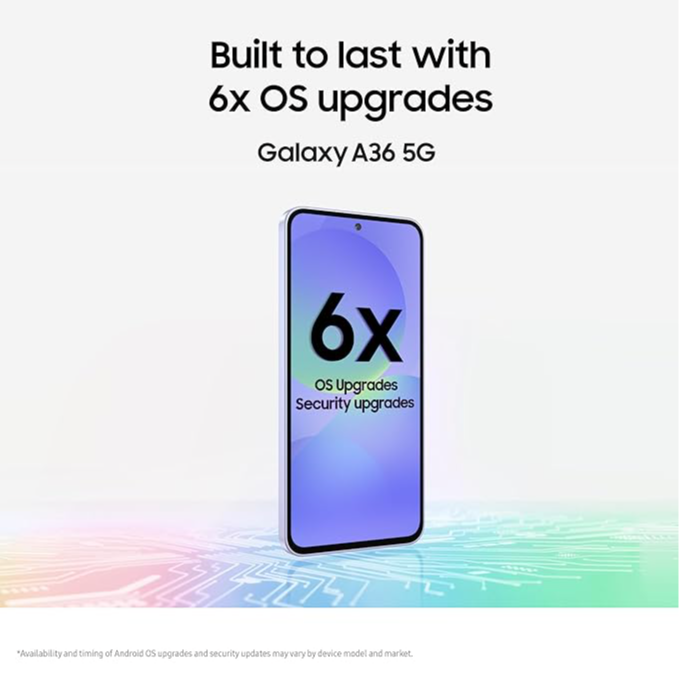 Built to last with
6x OS upgrades
Galaxy A36 5G
6x
OS Upgrades
Security upgrades
*Availability and timing of Android OS upgrades and security updates may vary by device model and market.